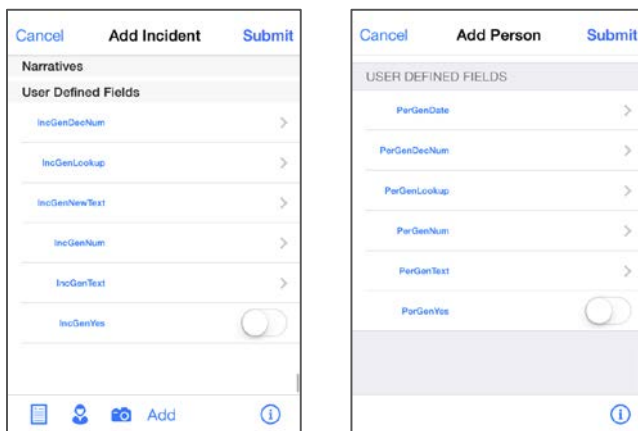 Cancel Add Incident Submit
Narratives
User Defined Fields
IncGenDecNum
IncGenLookup
IncGenNewText
IncGenNum
IncGenText
IncGenYes
Add
Cancel Add Person Submit
USER DEFINED FIELDS
PerGenDate
PerGenDecNum
PerGenLookup
PerGenNum
PerGenText
PerGenYes